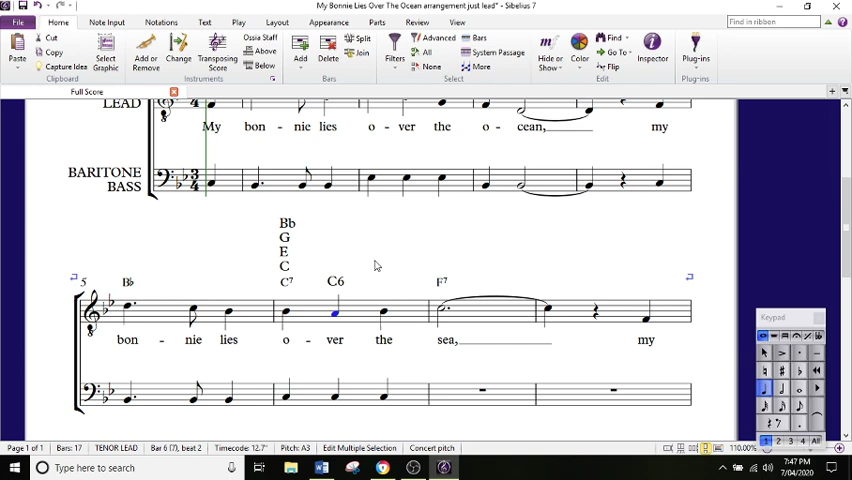 My Bonnie Lies Over The Ocean arrangement just lead* - Sibelius 7
File Home Note Input Notations Text Play Layout Appearance Parts Review View Find in ribbon
Paste Cut Copy Capture Idea Select Graphic Add or Remove Change Transposing Score Ossia Staff Above Below Add Delete Split Join Filters Advanced All None Bars System Passage More Hide or Show Color Find Go To Flip Inspector Plug-ins
Clipboard Instruments Bars Select Edit Plug-ins
Full Score
LEAD
My bon - nie lies o - ver the o - cean, my
BARITONE
BASS
3
4
Bb
G
E
C
5 B♭ C7 C6 F7
bon - nie lies o - ver the sea, my
Keypad
1 2 3 4 All
Page 1 of 1 Bars: 17 TENOR LEAD Bar 6 (7), beat 2 Timecode: 12.7" Pitch: A3 Edit Multiple Selection Concert pitch 110.00%
Type here to search
7:47 PM
7/04/2020